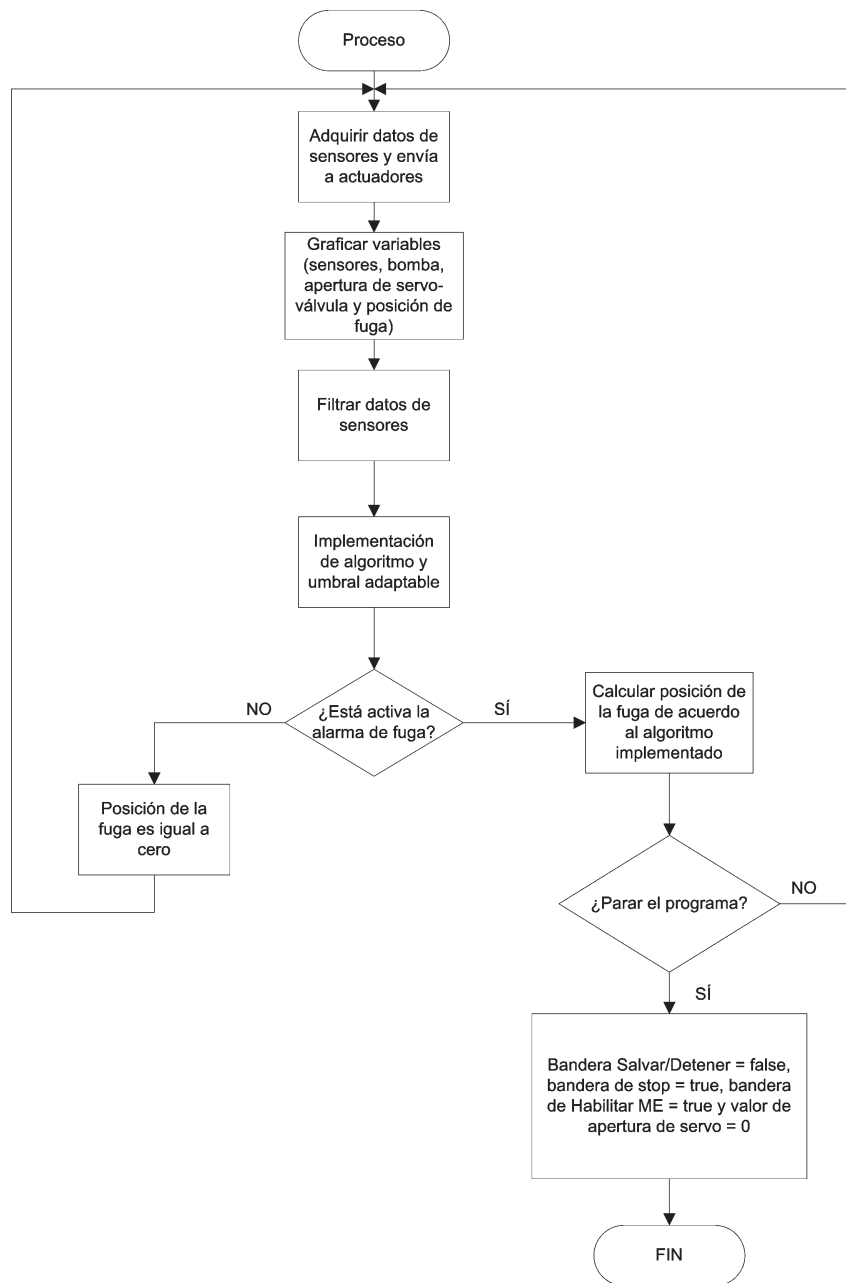 Proceso
Adquirir datos de
sensores y envía
a actuadores
Graficar variables
(sensores, bomba,
apertura de servo-
válvula y posición de
fuga)
Filtrar datos de
sensores
Implementación
de algoritmo y
umbral adaptable
¿Está activa la
alarma de fuga?
NO
SÍ
Posición de la
fuga es igual a
cero
Calcular posición de
la fuga de acuerdo
al algoritmo
implementado
¿Parar el programa?
NO
SÍ
Bandera Salvar/Detener = false,
bandera de stop = true, bandera
de Habilitar ME = true y valor de
apertura de servo = 0
FIN